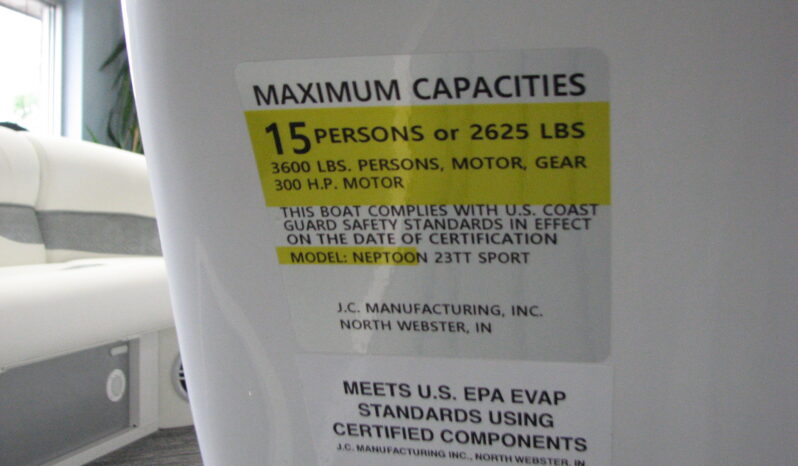 MAXIMUM CAPACITIES
15 PERSONS or 2625 LBS
3600 LBS. PERSONS, MOTOR, GEAR
300 H.P. MOTOR
THIS BOAT COMPLIES WITH U.S. COAST
GUARD SAFETY STANDARDS IN EFFECT
ON THE DATE OF CERTIFICATION
MODEL: NEPTOON 23TT SPORT
J.C. MANUFACTURING, INC.
NORTH WEBSTER, IN
MEETS U.S. EPA EVAP
STANDARDS USING
CERTIFIED COMPONENTS
J.C. MANUFACTURING INC., NORTH WEBSTER, IN